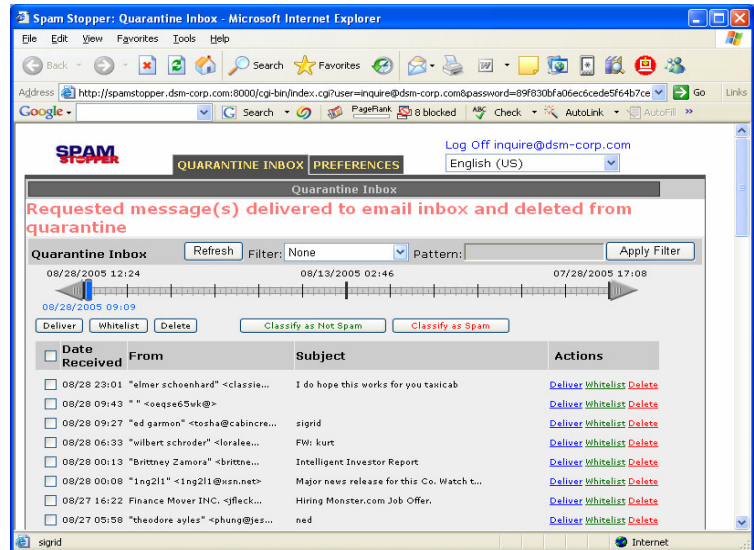 Spam Stopper: Quarantine Inbox - Microsoft Internet Explorer
File Edit View Favorites Tools Help
Back Search Favorites
Address http://spamstopper.dsm-corp.com:8000/cgi-bin/index.cgi?user=inquire@dsm-corp.com&password=89f830bfa06ec6cede5f64b7ce Go Links
Google Search PageRank 8 blocked ABC Check AutoLink AutoFill »
SPAM STOPPER
QUARANTINE INBOX PREFERENCES
Log Off inquire@dsm-corp.com
English (US)
Quarantine Inbox
Requested message(s) delivered to email inbox and deleted from
quarantine
Quarantine Inbox Refresh Filter: None Pattern: Apply Filter
08/28/2005 12:24 08/13/2005 02:46 07/28/2005 17:08
08/28/2005 09:09
Deliver Whitelist Delete Classify as Not Spam Classify as Spam
Date Received From Subject Actions
08/28 23:01 "elmer schoenhard" <classie... I do hope this works for you taxicab Deliver Whitelist Delete
08/28 09:43 " " <oeqse65wk@> Deliver Whitelist Delete
08/28 09:27 "ed garmon" <tosha@cabincre... sigrid Deliver Whitelist Delete
08/28 06:33 "wilbert schroder" <loralee... FW: kurt Deliver Whitelist Delete
08/28 00:13 "Brittney Zamora" <brittne... Intelligent Investor Report Deliver Whitelist Delete
08/28 00:08 "1ng2l1" <1ng2l1@xsn.net> Major news release for this Co. Watch t... Deliver Whitelist Delete
08/27 16:22 Finance Mover INC. <jfleck... Hiring Monster.com Job Offer. Deliver Whitelist Delete
08/27 05:58 "theodore ayles" <phung@jes... ned Deliver Whitelist Delete
sigrid Internet